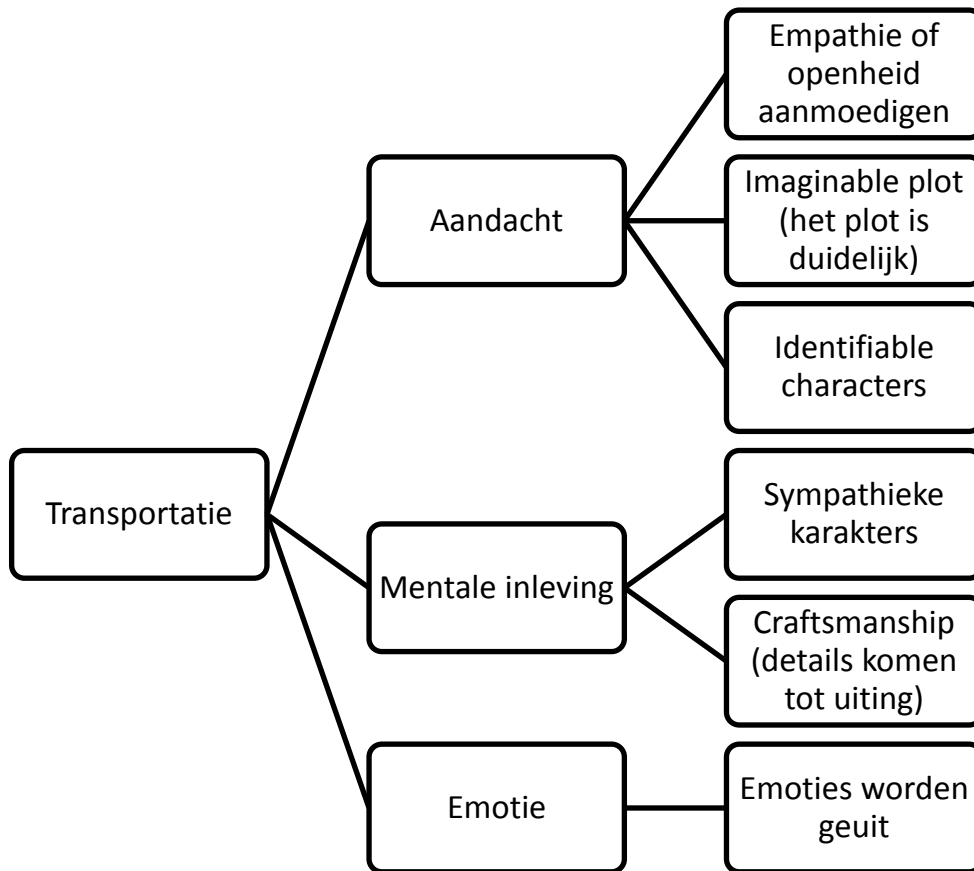 Transportatie
Aandacht
Empathie of
openheid
aanmoedigen
Imaginable plot
(het plot is
duidelijk)
Identifiable
characters
Mentale inleving
Sympathieke
karakters
Craftsmanship
(details komen
tot uiting)
Emotie
Emoties worden
geuit